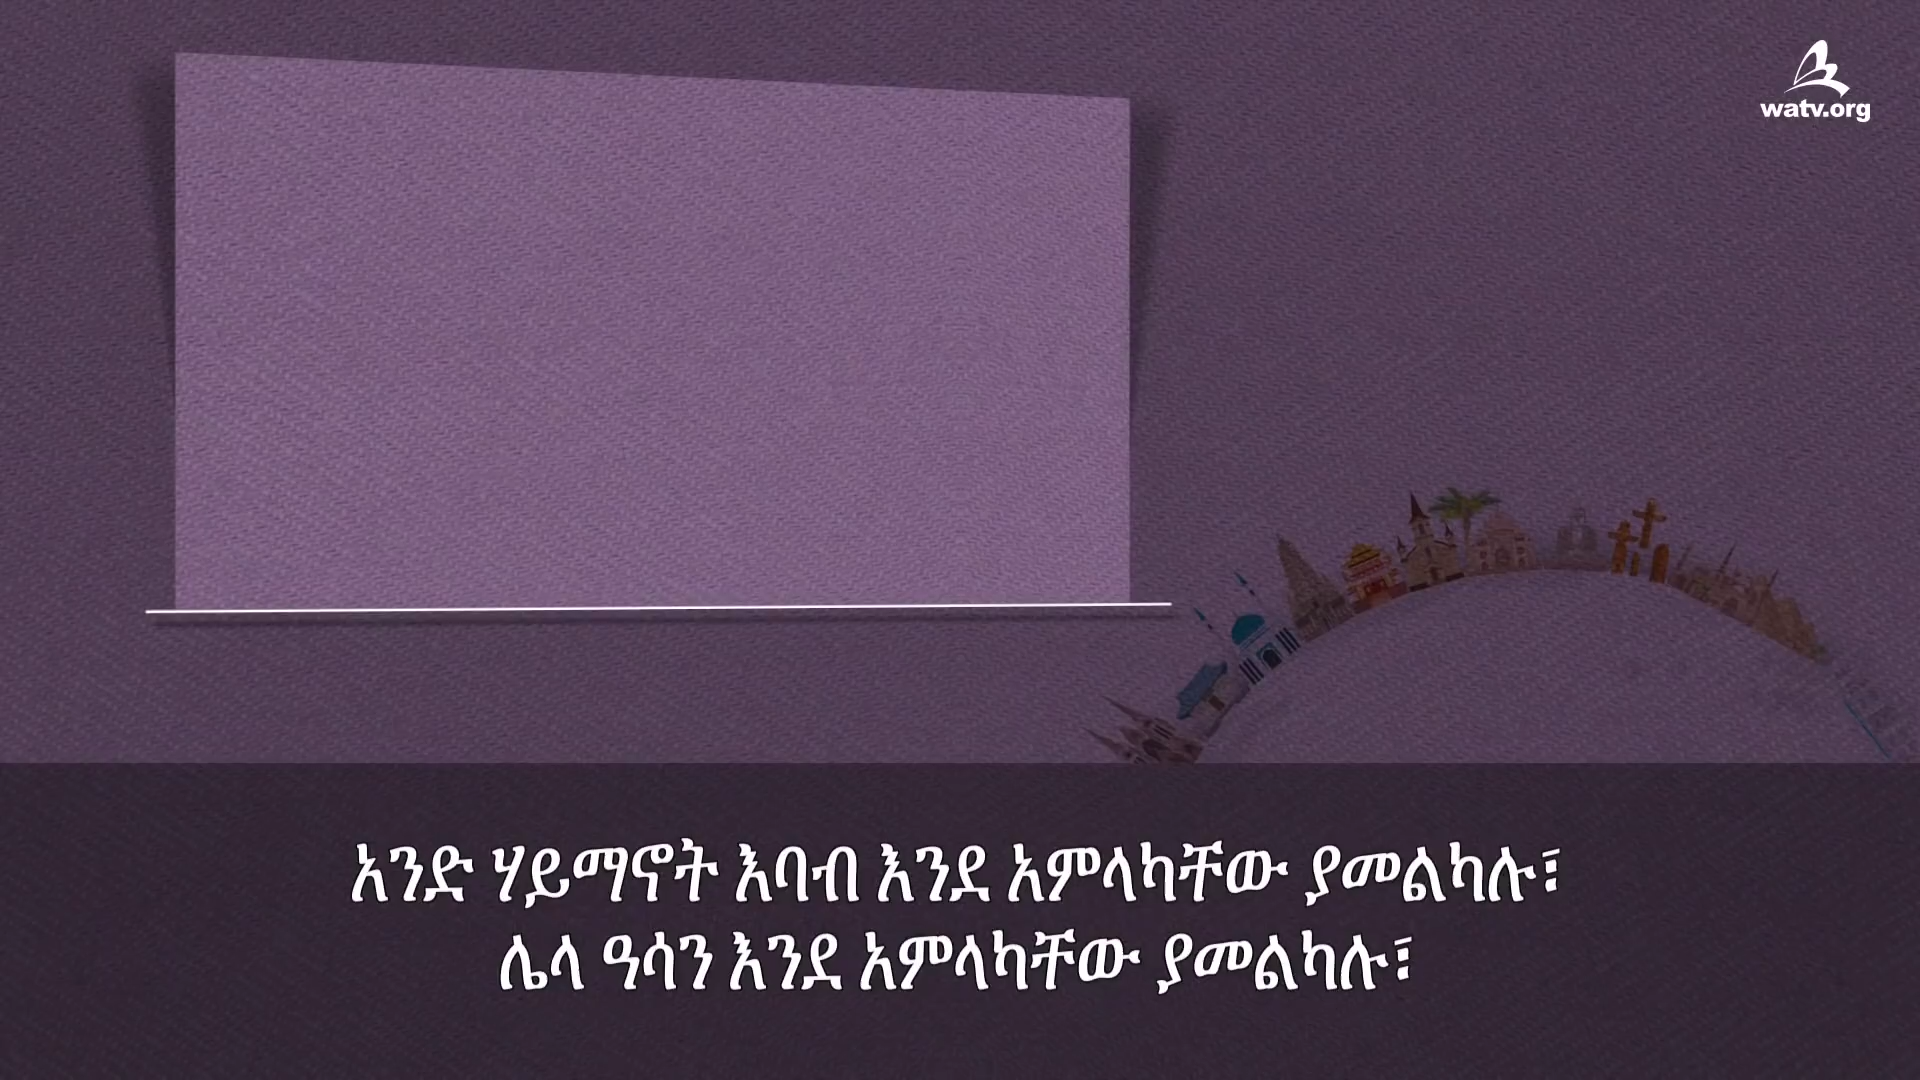 watv.org
አንድ ሃይማኖት እባብ እንደ አምላካቸው ያመልካሉ፣
ሌላ ዓሳን እንደ አምላካቸው ያመልካሉ፣